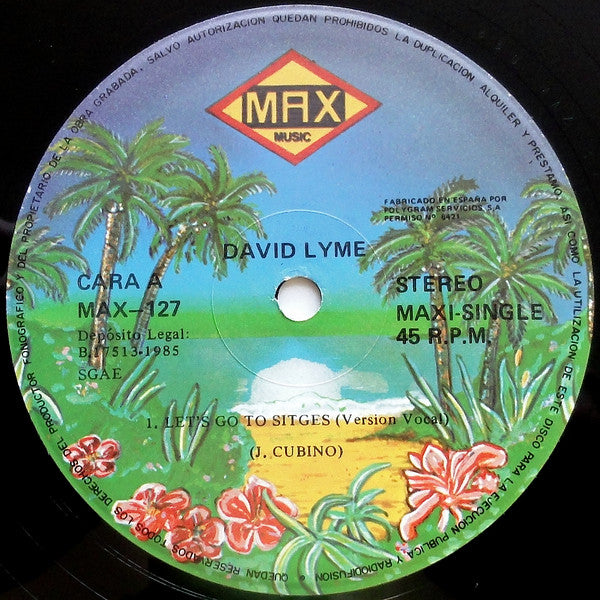 QUEDAN RESERVADOS TODOS LOS DERECHOS DEL PRODUCTOR FONOGRAFICO Y DEL PROPIETARIO DE LA OBRA GRABADA. SALVO AUTORIZACION QUEDAN PROHIBIDOS LA DUPLICACION, ALQUILER Y PRESTAMO, ASI COMO LA UTILIZACION DE ESTE DISCO PARA LA EJECUCION PUBLICA Y RADIODIFUSION •
MAX
MUSIC
FABRICADO EN ESPAÑA POR
POLYGRAM SERVICIOS, S.A
PERMISO Nº 8421
DAVID LYME
CARA A
MAX-127
Depósito Legal:
B.17513-1985
SGAE
STEREO
MAXI-SINGLE
45 R.P.M.
1. LET'S GO TO SITGES (Version Vocal)
(J. CUBINO)